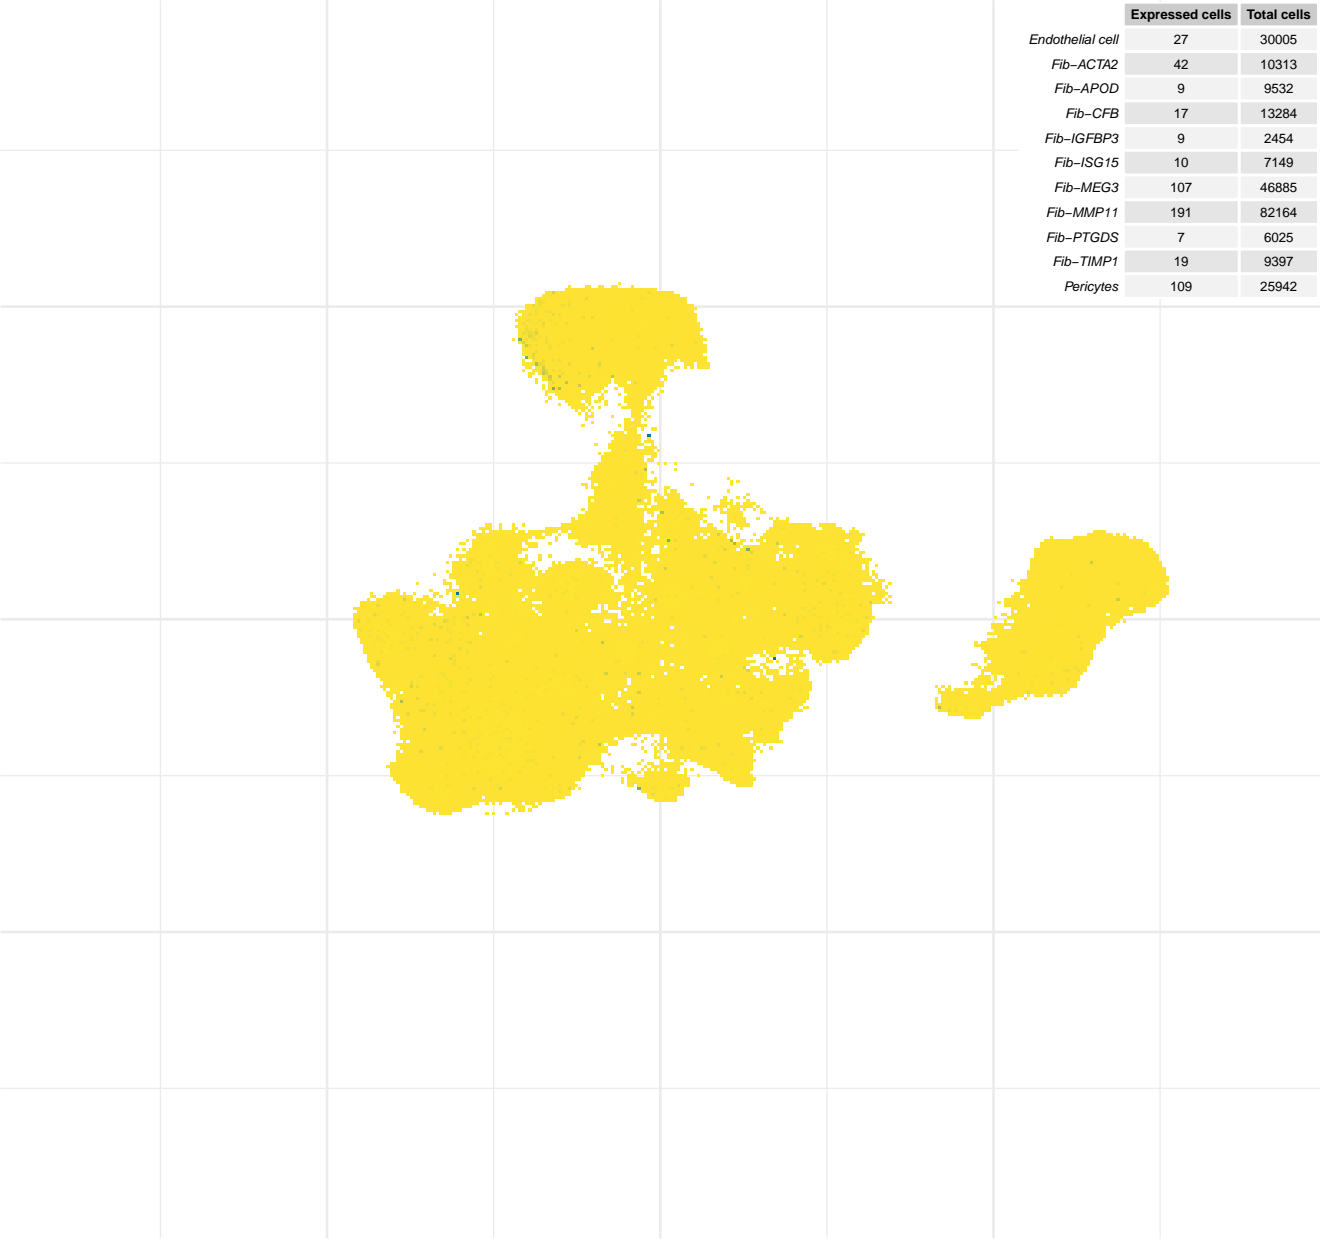 Expressed cells Total cells
Endothelial cell 27 30005
Fib−ACTA2 42 10313
Fib−APOD 9 9532
Fib−CFB 17 13284
Fib−IGFBP3 9 2454
Fib−ISG15 10 7149
Fib−MEG3 107 46885
Fib−MMP11 191 82164
Fib−PTGDS 7 6025
Fib−TIMP1 19 9397
Pericytes 109 25942